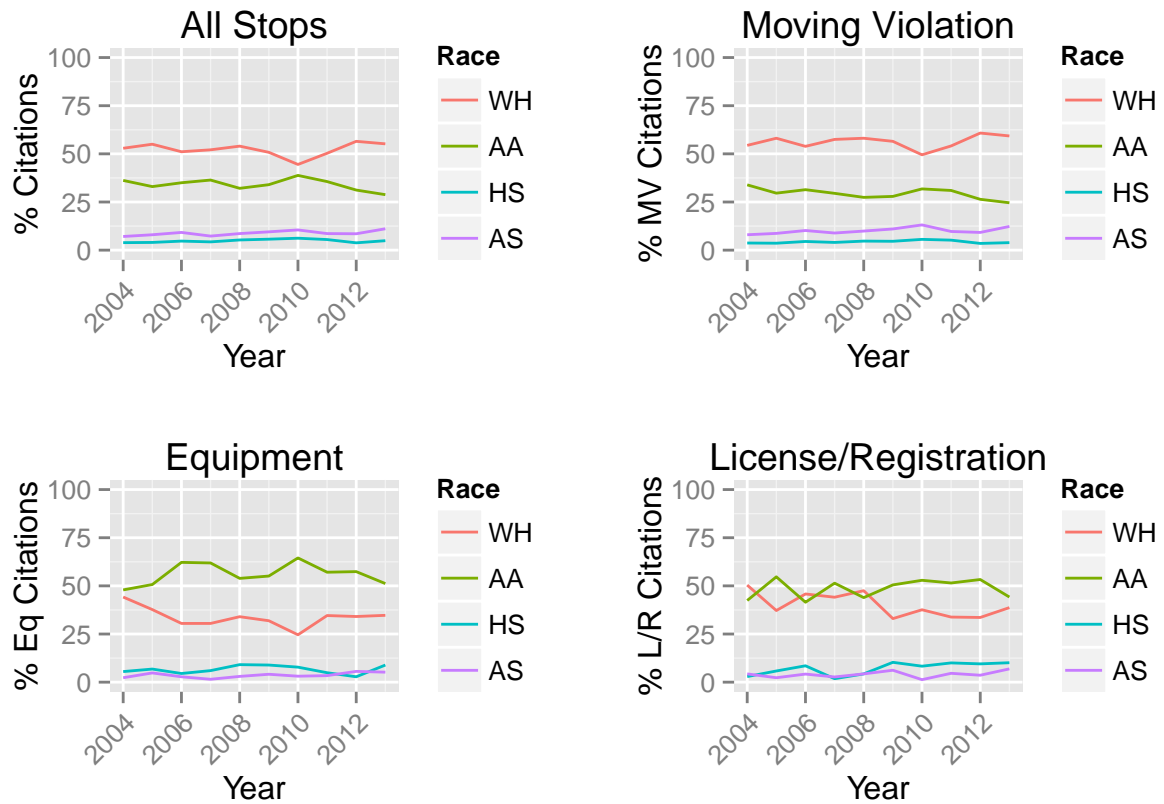 All Stops
% Citations
100
75
50
25
0
2004
2006
2008
2010
2012
Year
Race
WH
AA
HS
AS
Moving Violation
% MV Citations
100
75
50
25
0
2004
2006
2008
2010
2012
Year
Race
WH
AA
HS
AS
Equipment
% Eq Citations
100
75
50
25
0
2004
2006
2008
2010
2012
Year
Race
WH
AA
HS
AS
License/Registration
% L/R Citations
100
75
50
25
0
2004
2006
2008
2010
2012
Year
Race
WH
AA
HS
AS